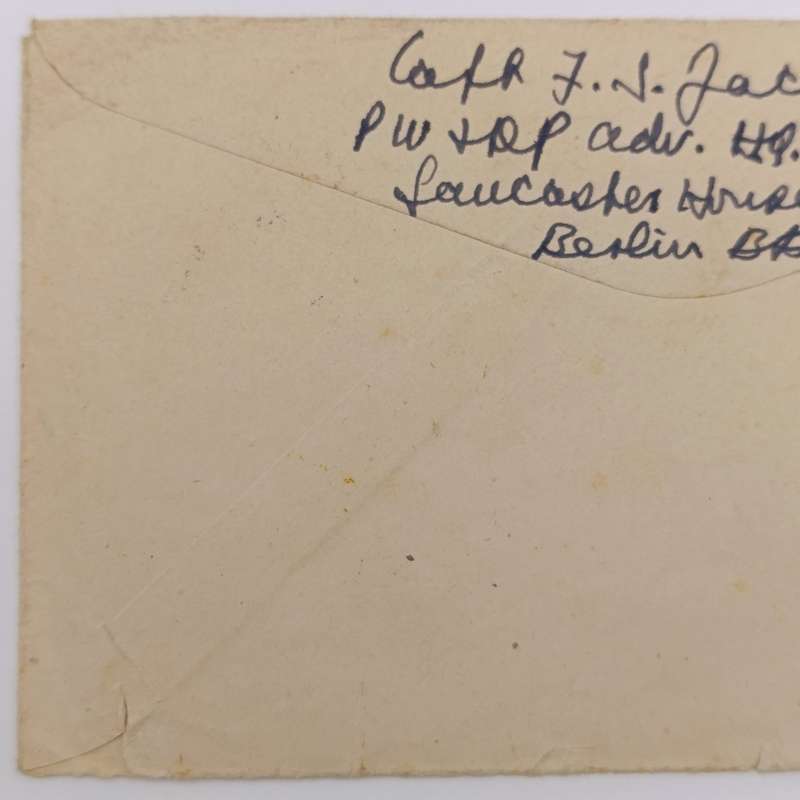 Capt F. S. Jac
PW & DP adv. HQ.
Lancaster House
Berlin BA